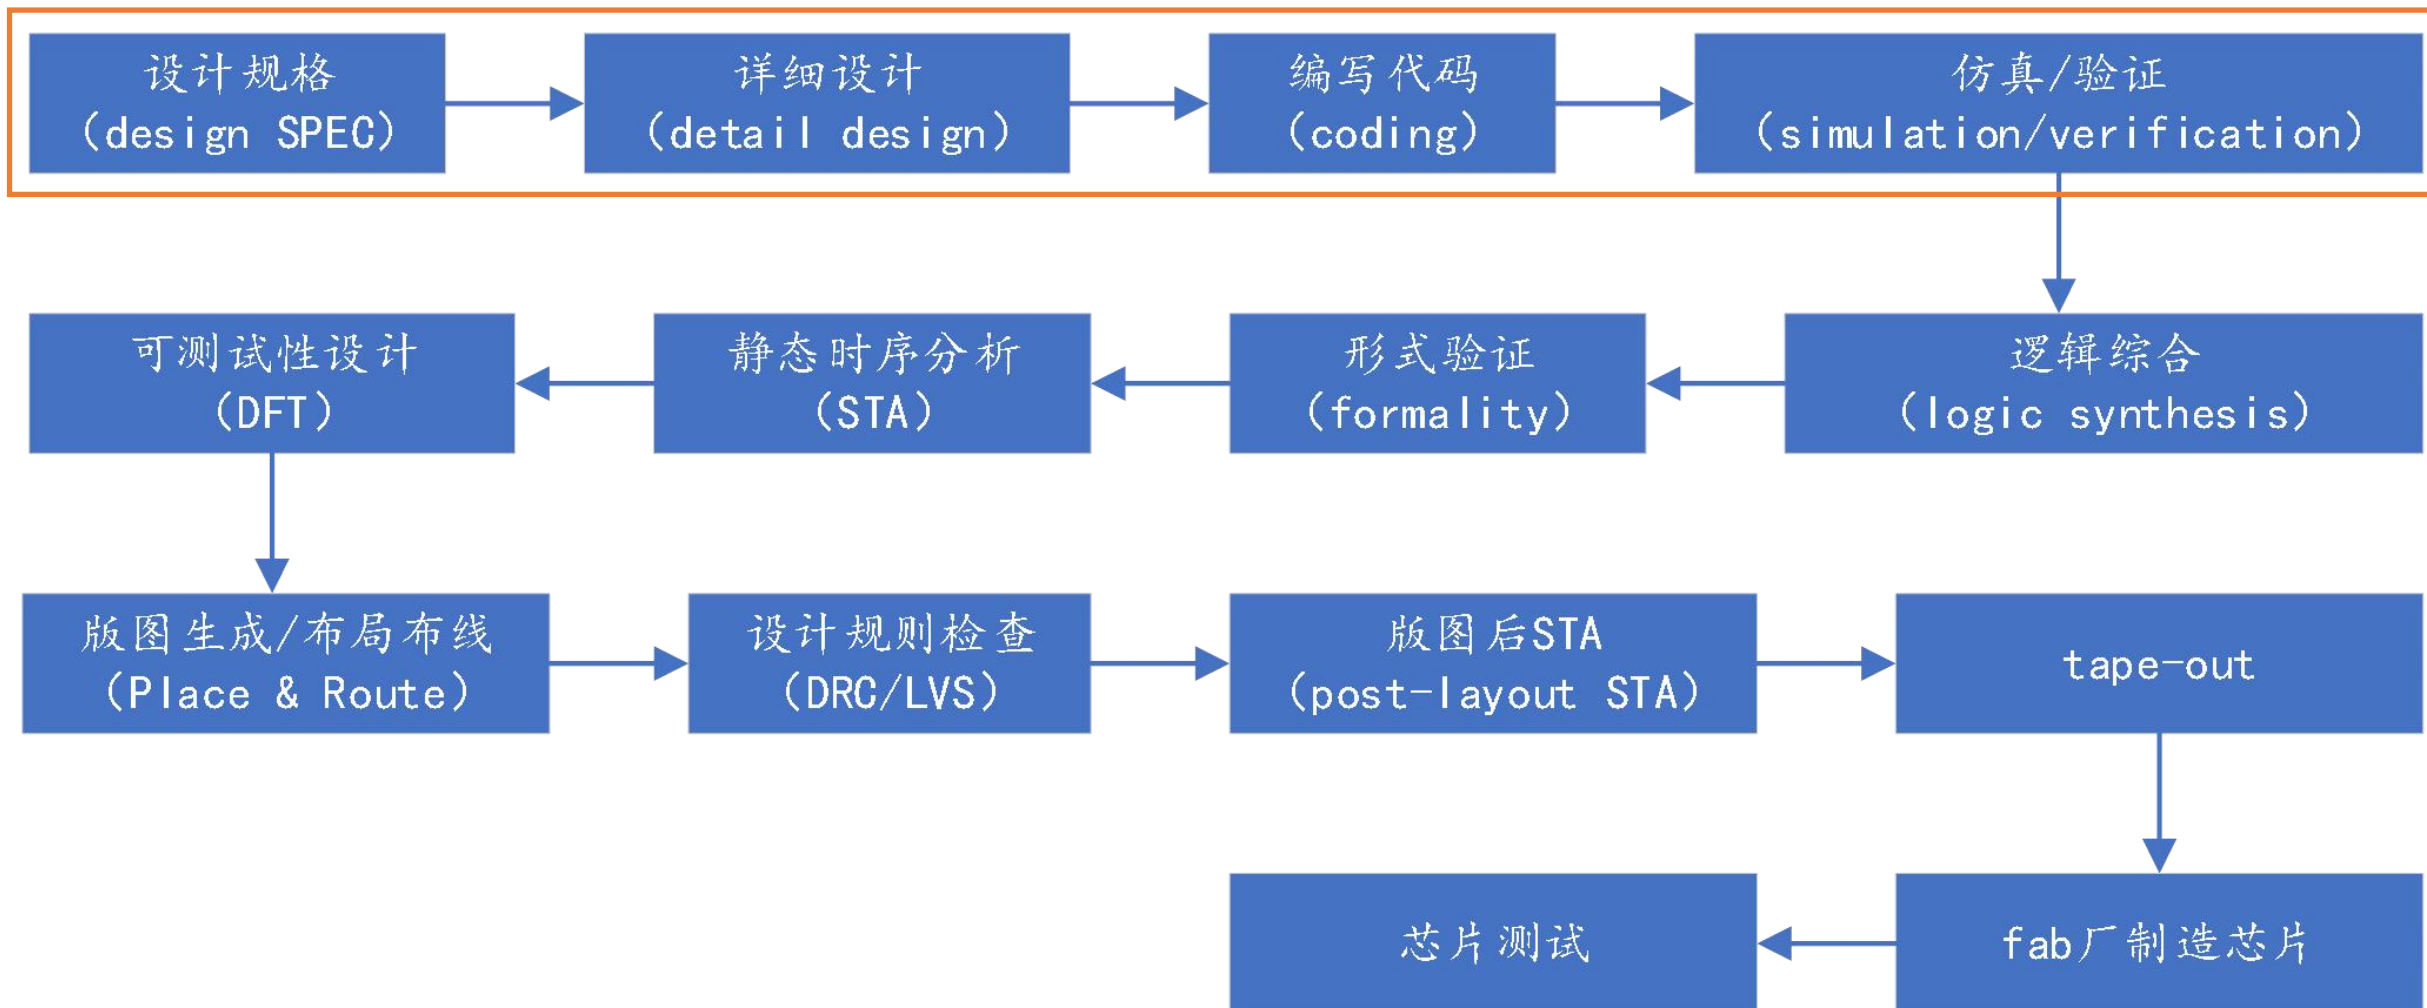 设计规格
(design SPEC)
详细设计
(detail design)
编写代码
(coding)
仿真/验证
(simulation/verification)
可测试性设计
(DFT)
静态时序分析
(STA)
形式验证
(formality)
逻辑综合
(logic synthesis)
版图生成/布局布线
(Place & Route)
设计规则检查
(DRC/LVS)
版图后STA
(post-layout STA)
tape-out
芯片测试
fab厂制造芯片